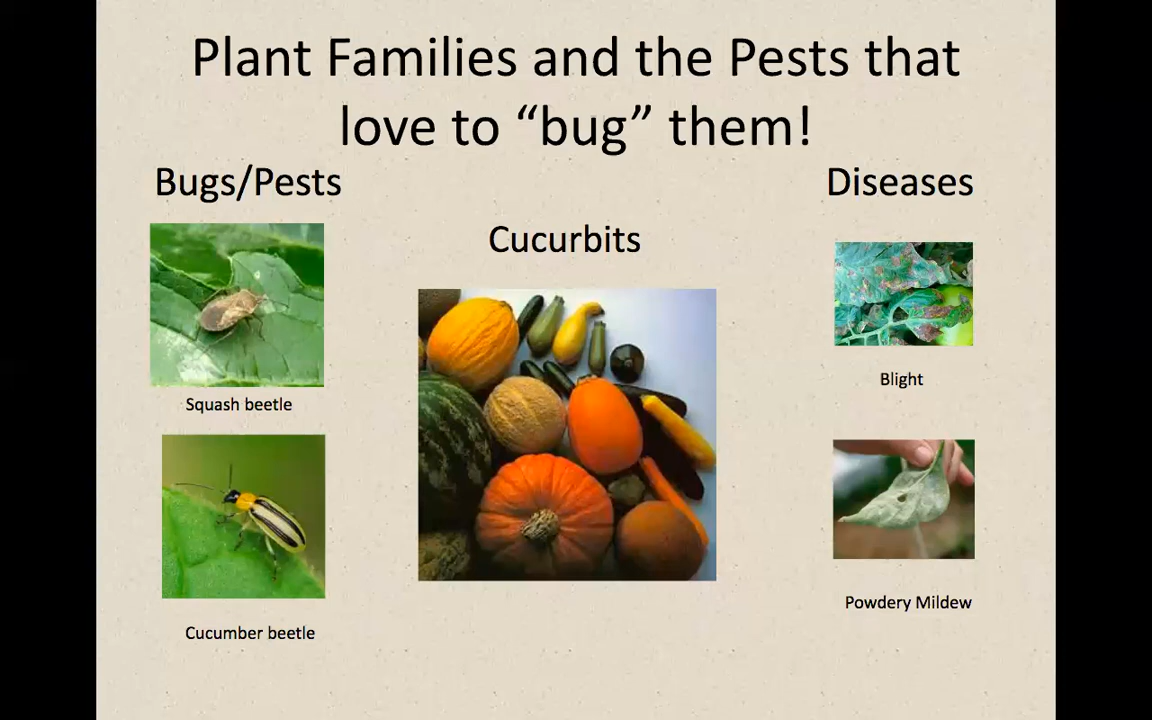 Plant Families and the Pests that
love to “bug” them!
Bugs/Pests
Diseases
Cucurbits
Squash beetle
Blight
Cucumber beetle
Powdery Mildew